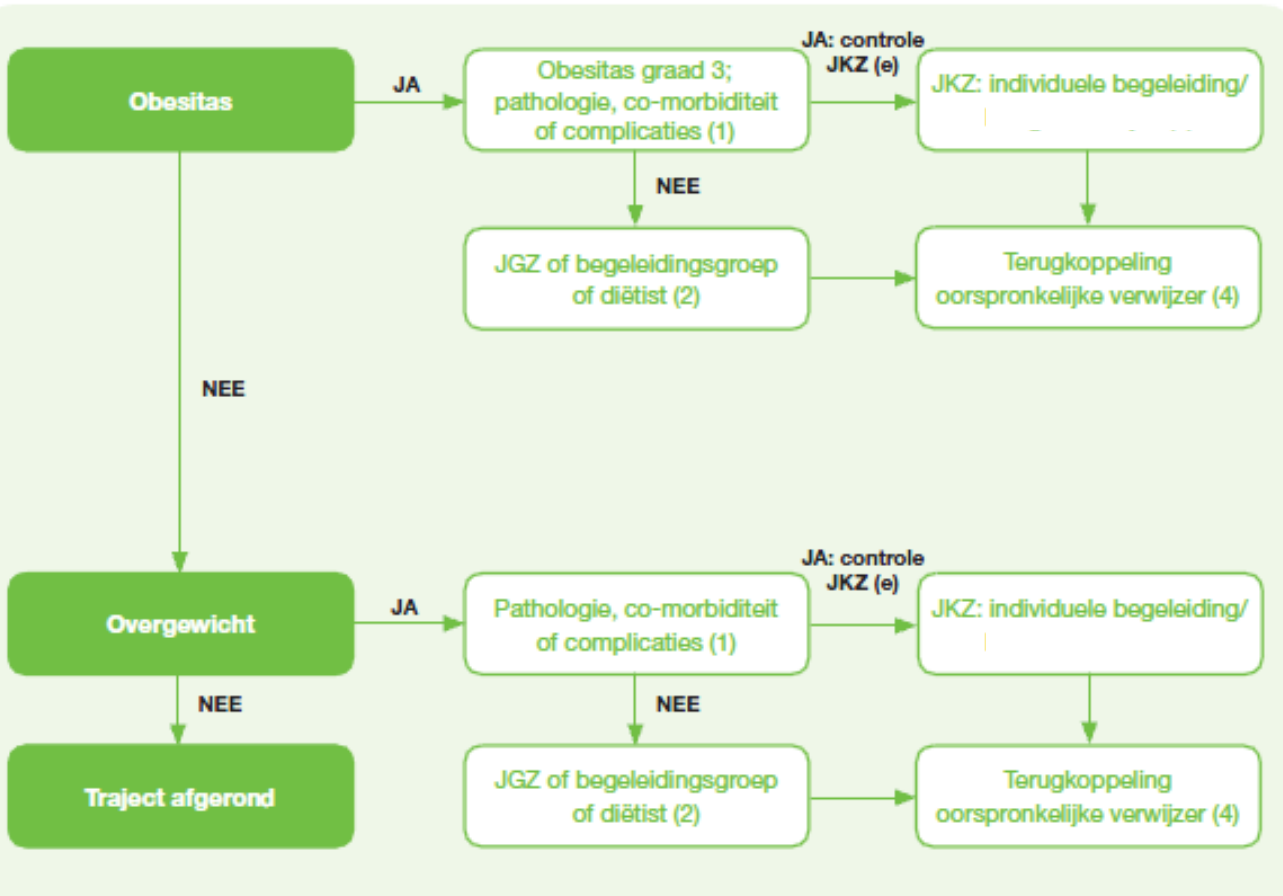 JA: controle
JKZ (e)
Obesitas
JA
Obesitas graad 3;
pathologie, co-morbiditeit
of complicaties (1)
JKZ: individuele begeleiding/
NEE
JGZ of begeleidingsgroep
of diëtist (2)
Terugkoppeling
oorspronkelijke verwijzer (4)
NEE
JA: controle
JKZ (e)
Overgewicht
JA
Pathologie, co-morbiditeit
of complicaties (1)
JKZ: individuele begeleiding/
NEE
NEE
Traject afgerond
JGZ of begeleidingsgroep
of diëtist (2)
Terugkoppeling
oorspronkelijke verwijzer (4)